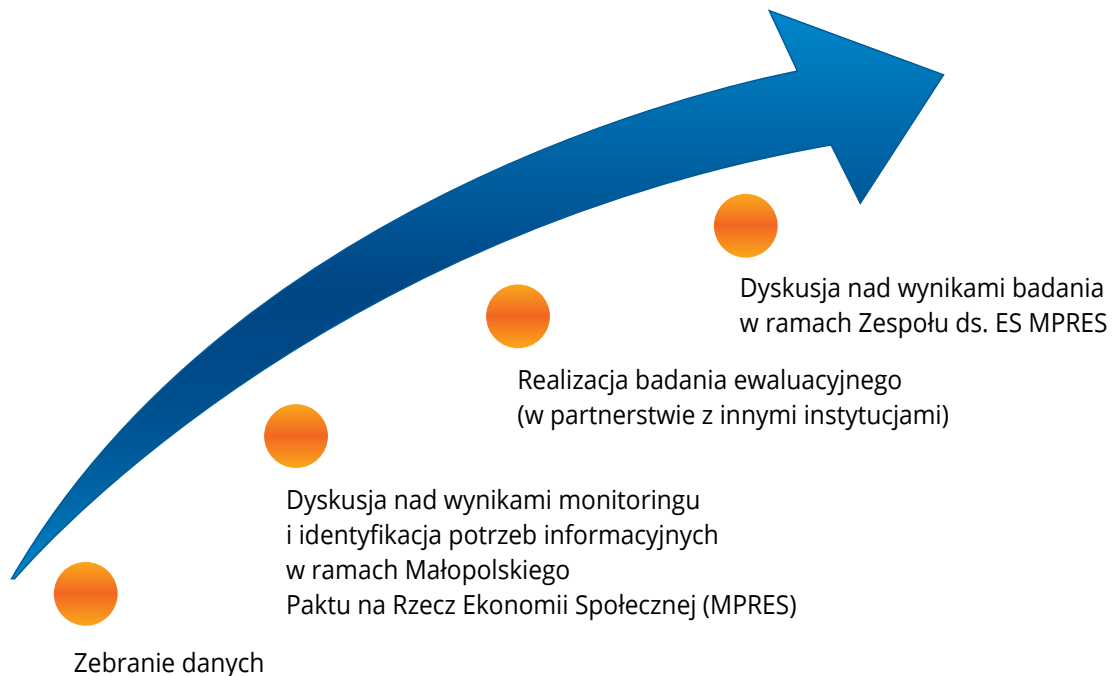 Dyskusja nad wynikami badania
w ramach Zespołu ds. ES MPRES
Realizacja badania ewaluacyjnego
(w partnerstwie z innymi instytucjami)
Dyskusja nad wynikami monitoringu
i identyfikacja potrzeb informacyjnych
w ramach Małopolskiego
Paktu na Rzecz Ekonomii Społecznej (MPRES)
Zebranie danych